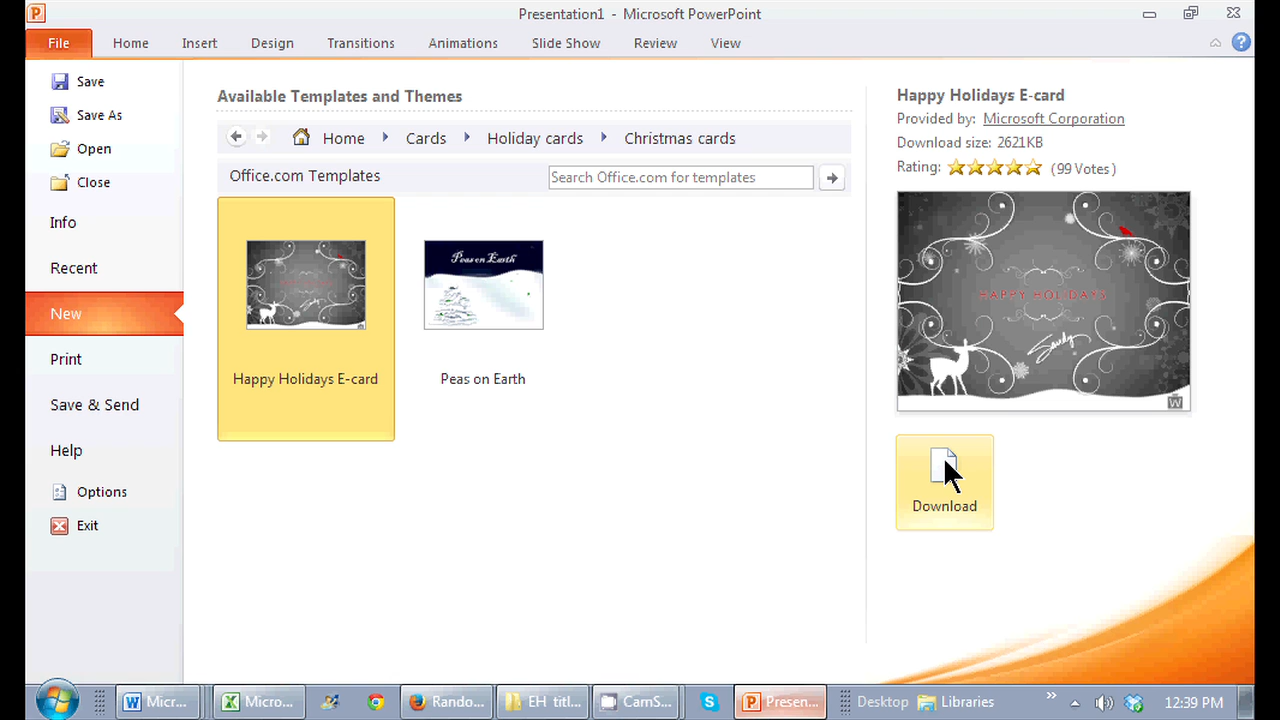 Presentation1 - Microsoft PowerPoint
File Home Insert Design Transitions Animations Slide Show Review View
Save
Save As
Open
Close
Info
Recent
New
Print
Save & Send
Help
Options
Exit
Available Templates and Themes
Home Cards Holiday cards Christmas cards
Office.com Templates
Search Office.com for templates
Happy Holidays E-card
Peas on Earth
Peas on Earth
Happy Holidays E-card
Provided by: Microsoft Corporation
Download size: 2621KB
Rating: (99 Votes)
HAPPY HOLIDAYS
Sandy
W
Download
Micr... Micro... Rando... EH titl... CamS... Presen... Desktop Libraries 12:39 PM